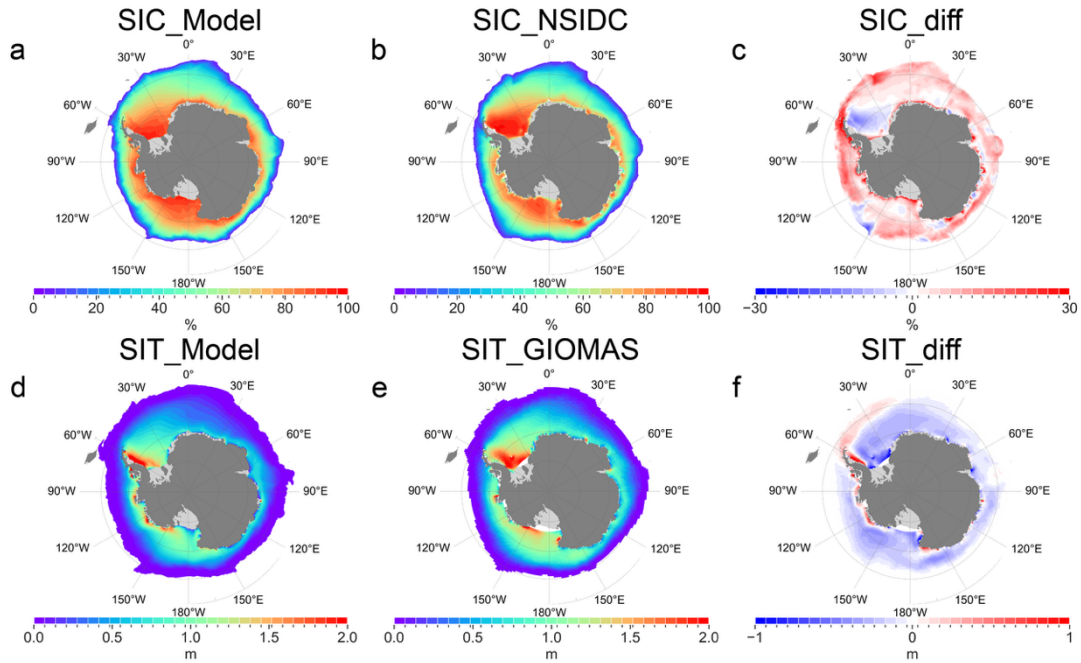 SIC_Model
SIC_NSIDC
SIC_diff
a
b
c
0°
30°E
60°E
90°E
120°E
150°E
180°W
150°W
120°W
90°W
60°W
30°W
0°
30°E
60°E
90°E
120°E
150°E
180°W
150°W
120°W
90°W
60°W
30°W
0°
30°E
60°E
90°E
120°E
150°E
180°W
150°W
120°W
90°W
60°W
30°W
0 20 40 60 80 100
%
0 20 40 60 80 100
%
−30 0 30
%
SIT_Model
SIT_GIOMAS
SIT_diff
d
e
f
0°
30°E
60°E
90°E
120°E
150°E
180°W
150°W
120°W
90°W
60°W
30°W
0°
30°E
60°E
90°E
120°E
150°E
180°W
150°W
120°W
90°W
60°W
30°W
0°
30°E
60°E
90°E
120°E
150°E
180°W
150°W
120°W
90°W
60°W
30°W
0.0 0.5 1.0 1.5 2.0
m
0.0 0.5 1.0 1.5 2.0
m
−1 0 1
m